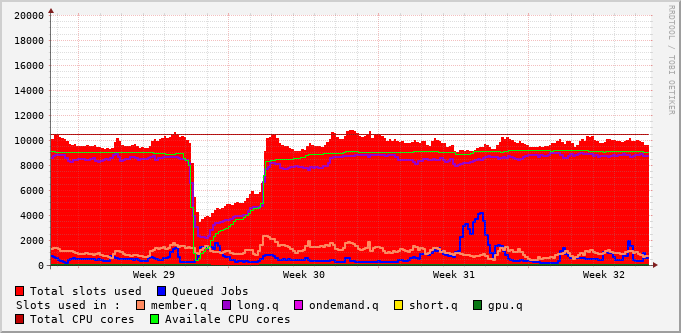 RRDTOOL / TOBI OETIKER
20000
18000
16000
14000
12000
10000
8000
6000
4000
2000
0
Week 29 Week 30 Week 31 Week 32
Total slots used Queued Jobs
Slots used in : member.q long.q ondemand.q short.q gpu.q
Total CPU cores Availale CPU cores